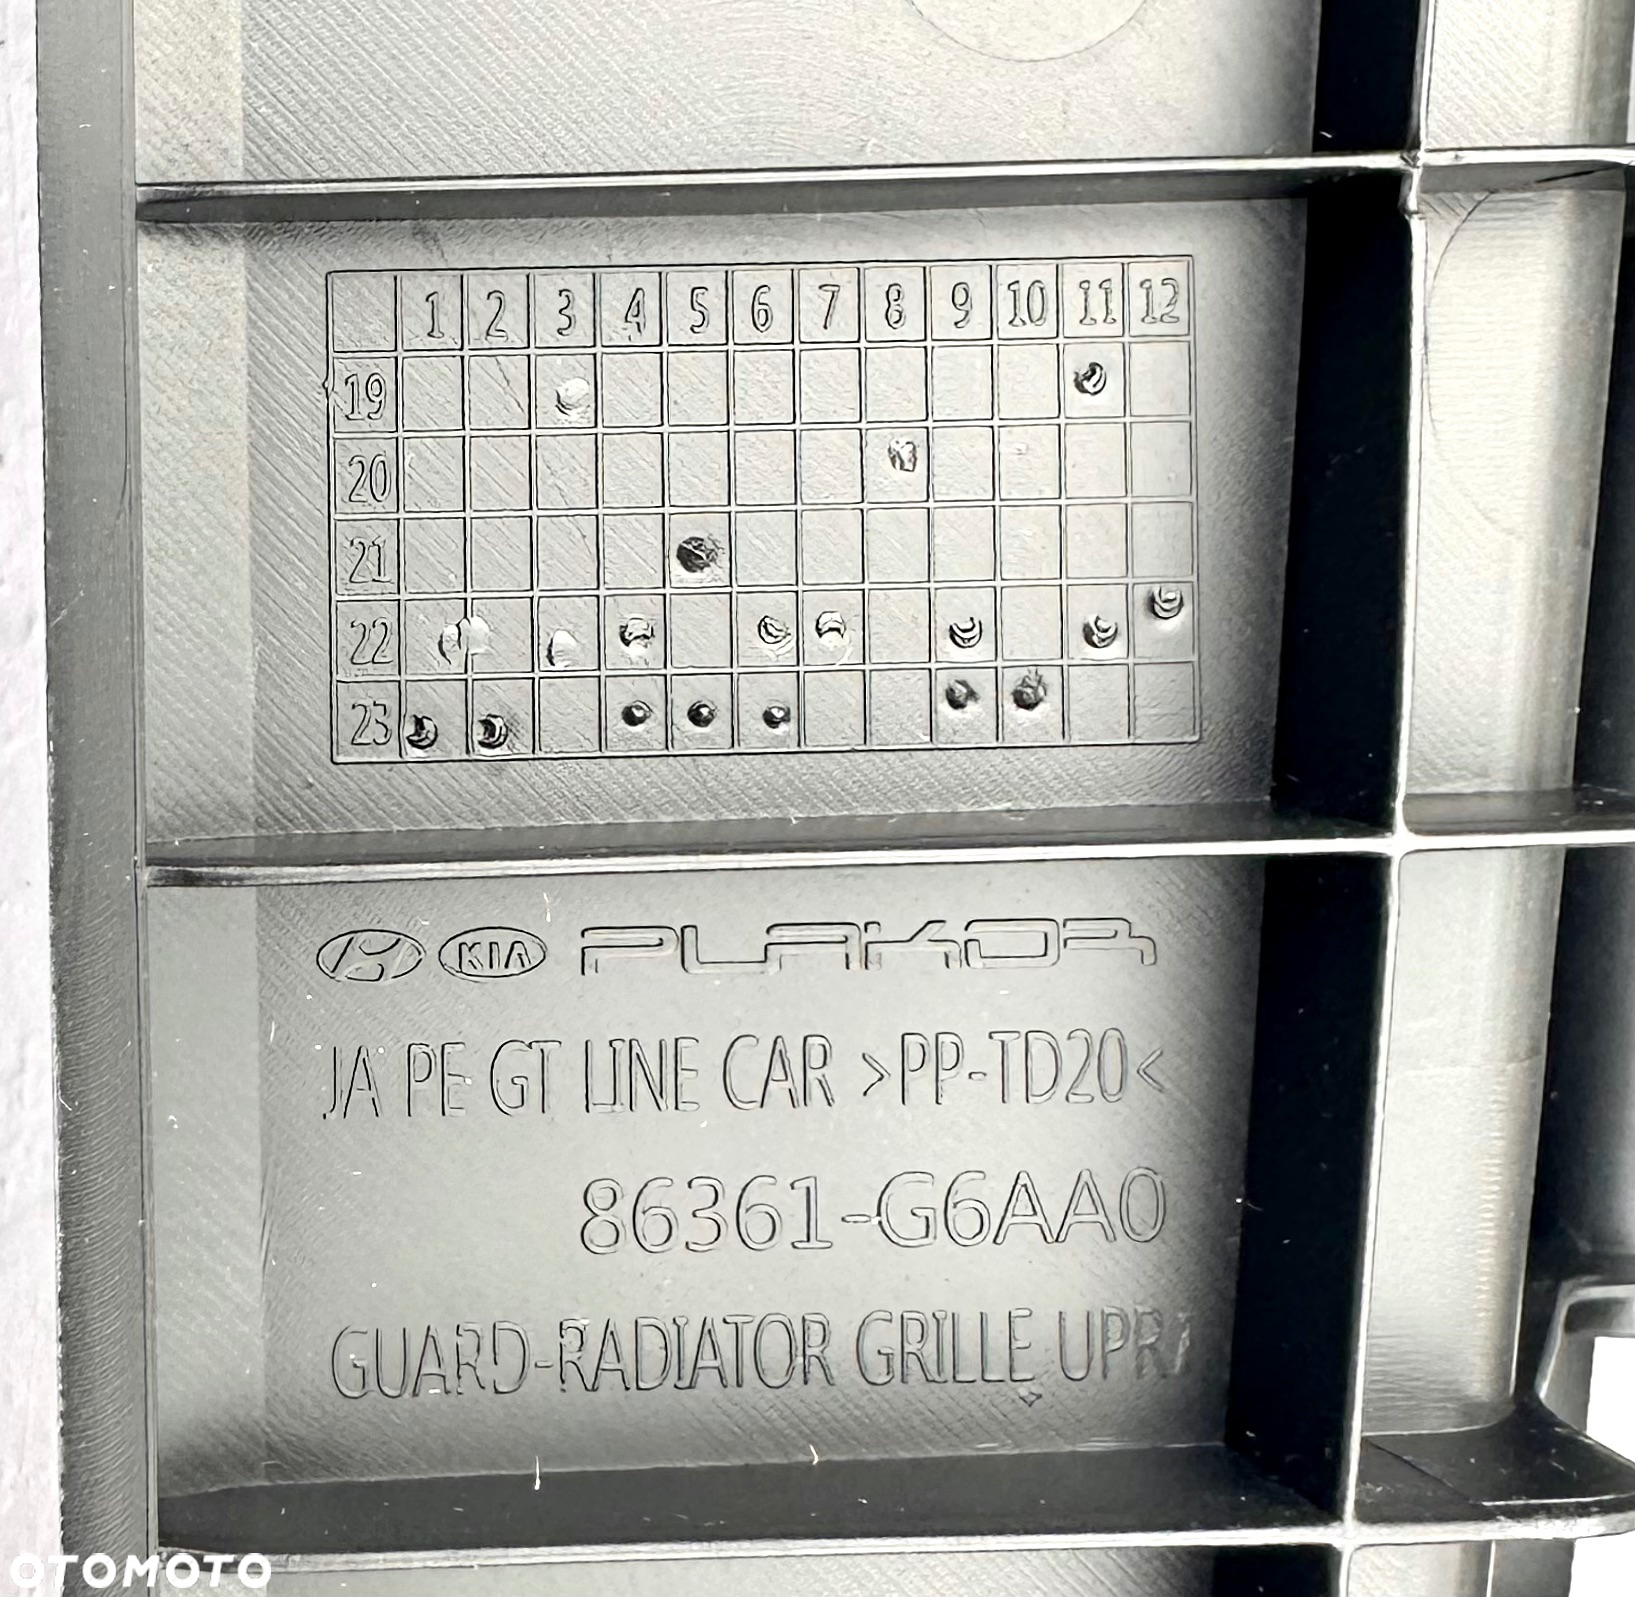 1 2 3 4 5 6 7 8 9 10 11 12
19
20
21
22
23
KIA PLAKOR
JA PE GT LINE CAR >PP-TD20<
86361-G6AA0
GUARD-RADIATOR GRILLE UPR
OTOMOTO